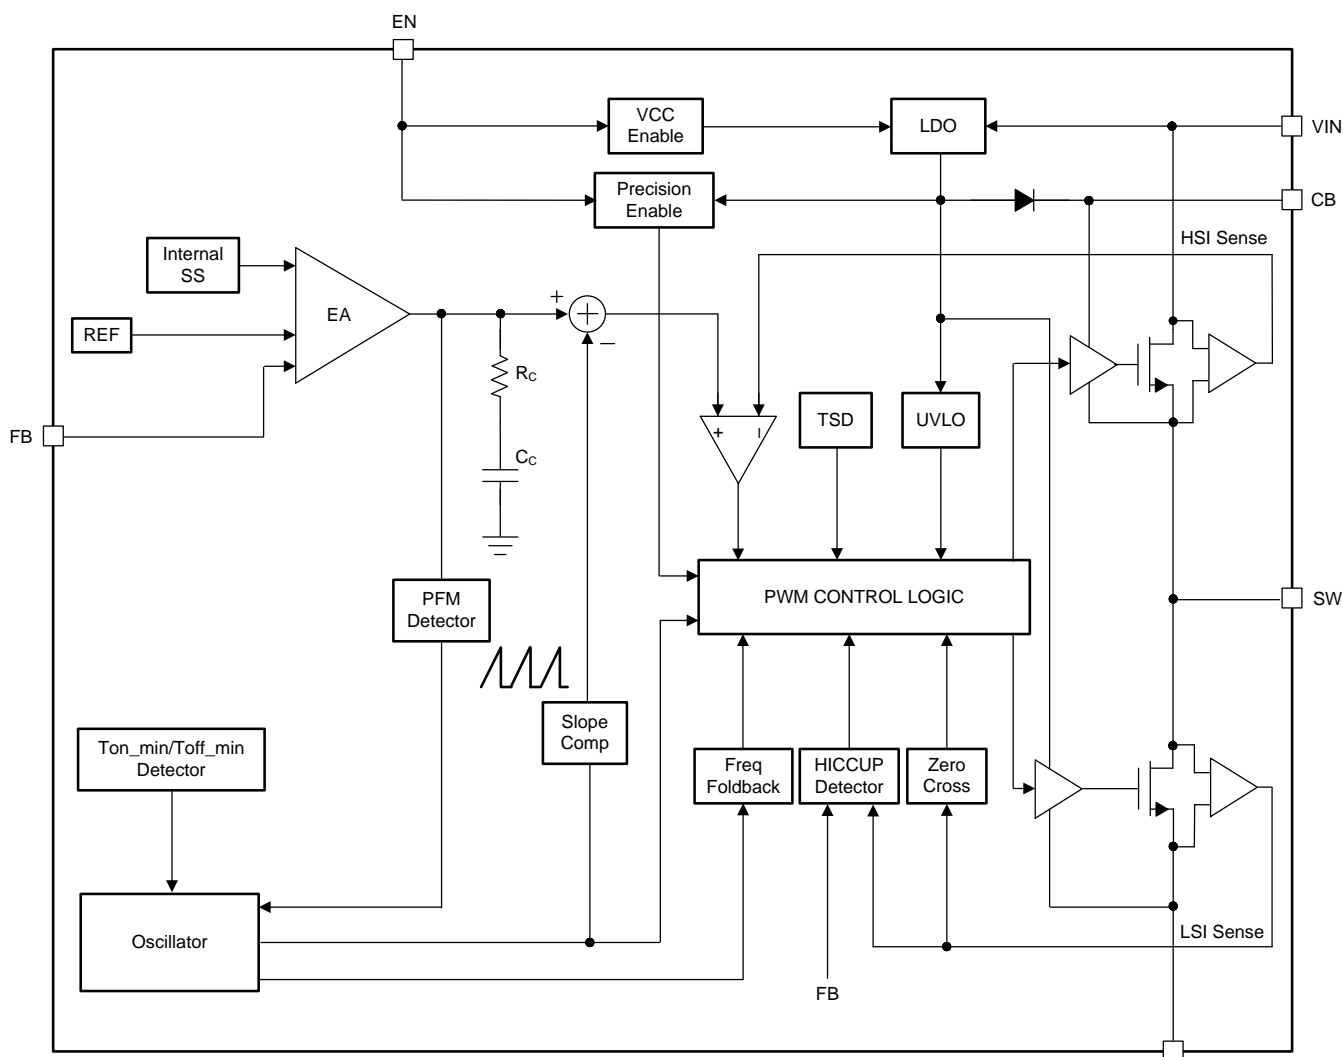 EN
VCC
Enable
LDO
VIN
Precision
Enable
CB
HSI Sense
Internal
SS
EA
+
+
−
REF
RC
FB
CC
+
−
TSD
UVLO
PWM CONTROL LOGIC
SW
PFM
Detector
Slope
Comp
Ton_min/Toff_min
Detector
Freq
Foldback
HICCUP
Detector
Zero
Cross
Oscillator
LSI Sense
FB